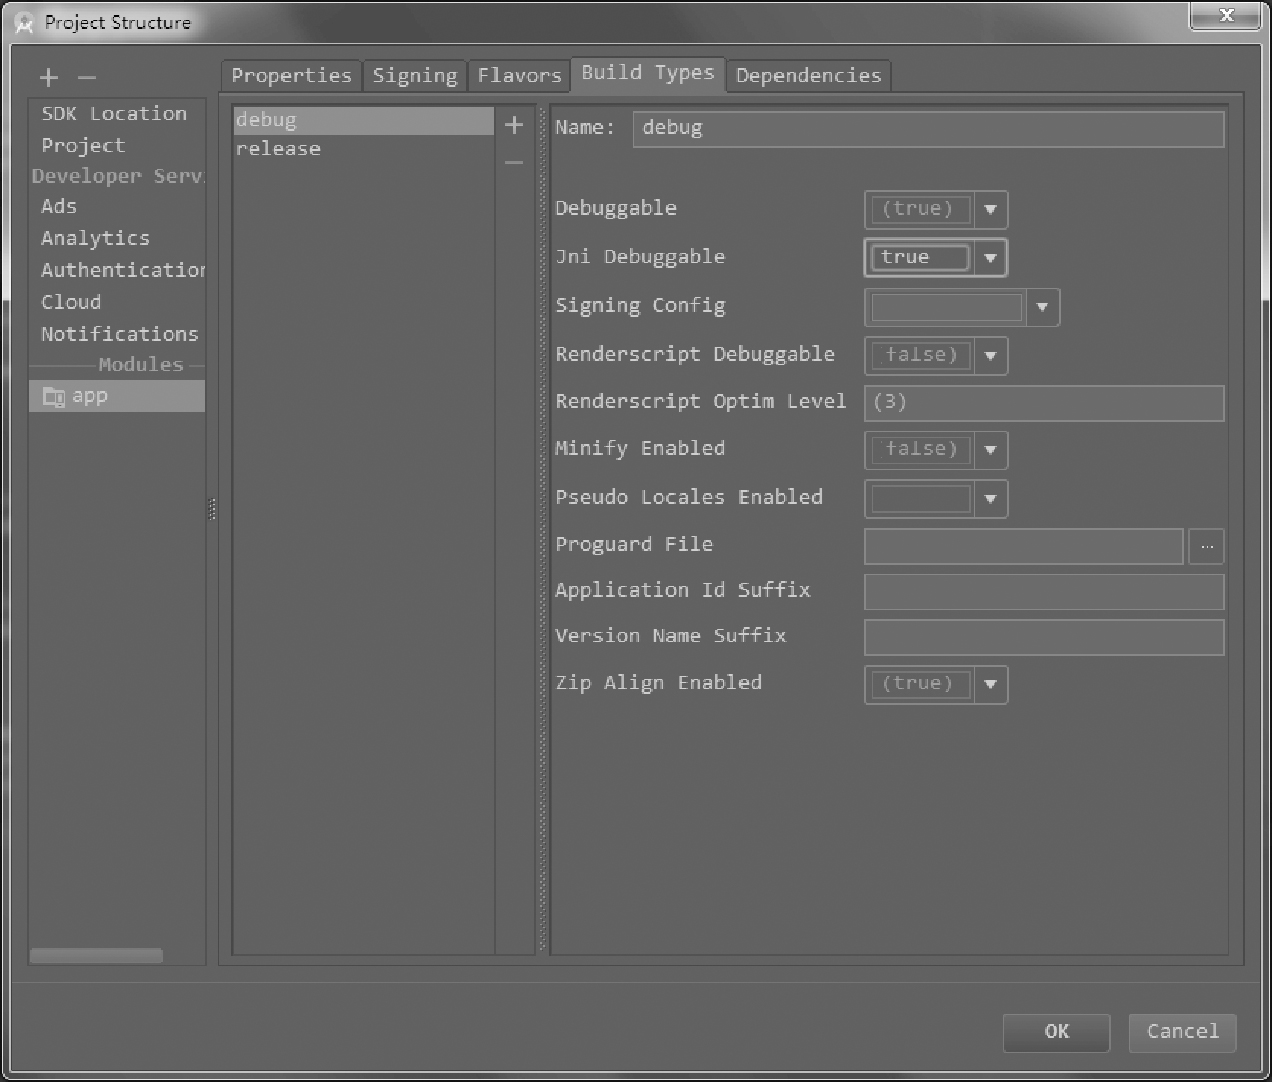 Project Structure
SDK Location
Project
Developer Serv
Ads
Analytics
Authentication
Cloud
Notifications
Modules
app
Properties
Signing
Flavors
Build Types
Dependencies
debug
release
Name: debug
Debuggable (true)
Jni Debuggable true
Signing Config
Renderscript Debuggable false)
Renderscript Optim Level (3)
Minify Enabled false)
Pseudo Locales Enabled
Proguard File ...
Application Id Suffix
Version Name Suffix
Zip Align Enabled (true)
OK
Cancel